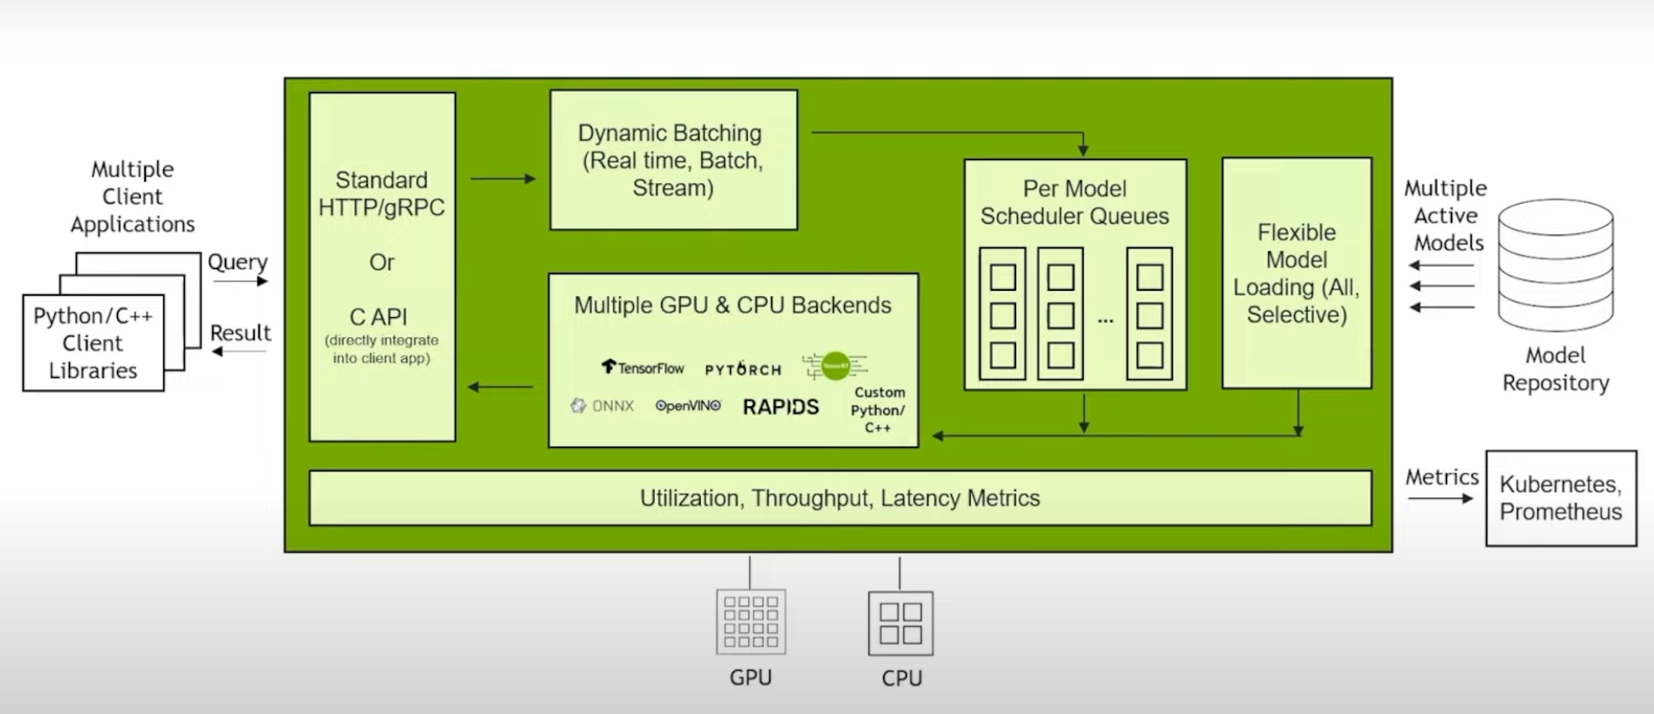 Multiple
Client
Applications
Python/C++
Client
Libraries
Query
Result
Standard
HTTP/gRPC
Or
C API
(directly integrate
into client app)
Dynamic Batching
(Real time, Batch,
Stream)
Multiple GPU & CPU Backends
TensorFlow
PYTORCH
TensorRT
ONNX
OpenVINO
RAPIDS
Custom
Python/
C++
Per Model
Scheduler Queues
...
Flexible
Model
Loading (All,
Selective)
Multiple
Active
Models
Model
Repository
Utilization, Throughput, Latency Metrics
Metrics
Kubernetes,
Prometheus
GPU
CPU